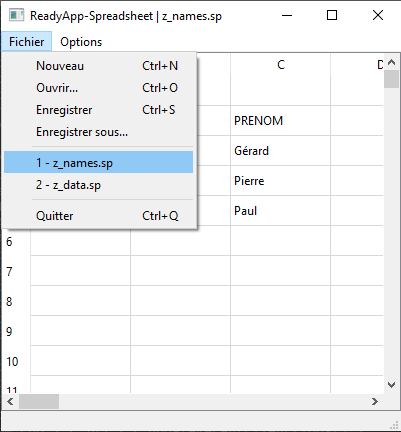 ReadyApp-Spreadsheet | z_names.sp
Fichier Options
Nouveau Ctrl+N
Ouvrir... Ctrl+O
Enregistrer Ctrl+S
Enregistrer sous...
1 - z_names.sp
2 - z_data.sp
Quitter Ctrl+Q
C D
PRENOM
Gérard
Pierre
Paul
6
7
8
9
10
11